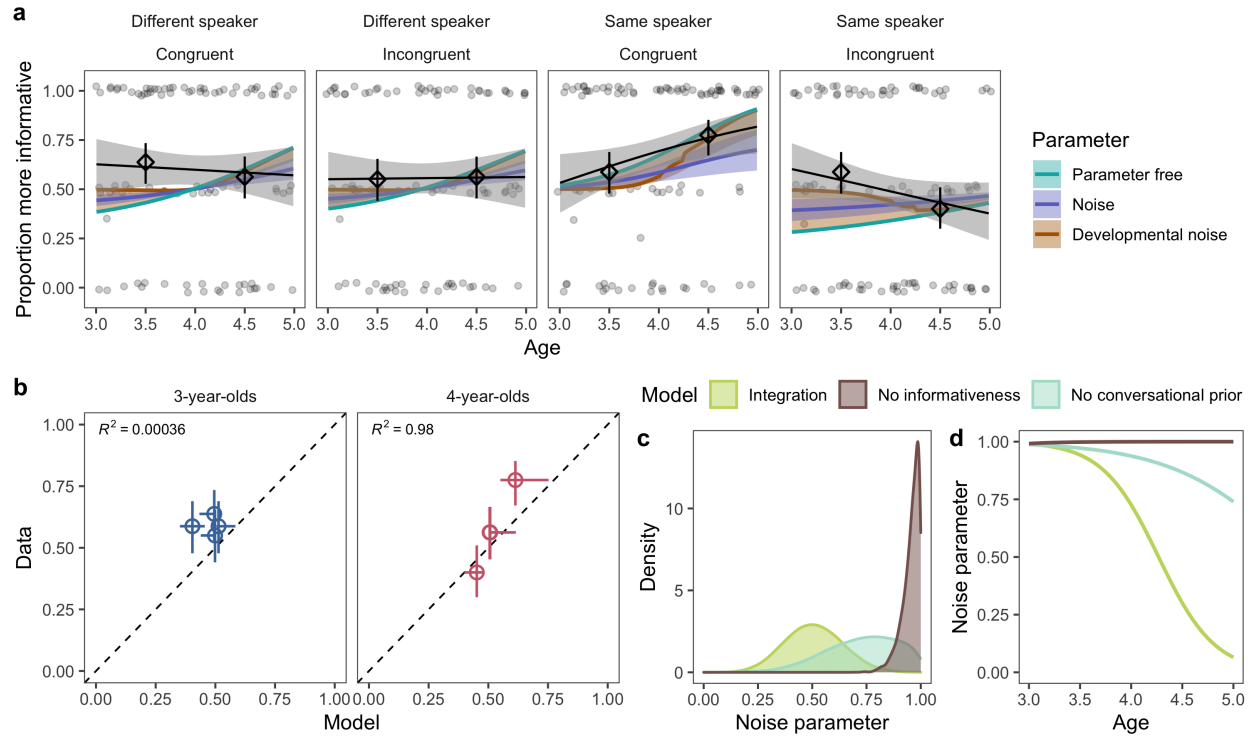 a
Different speaker
Different speaker
Same speaker
Same speaker
Congruent
Incongruent
Congruent
Incongruent
Proportion more informative
1.00
0.75
0.50
0.25
0.00
3.0 3.5 4.0 4.5 5.0
3.0 3.5 4.0 4.5 5.0
3.0 3.5 4.0 4.5 5.0
3.0 3.5 4.0 4.5 5.0
Age
Parameter
Parameter free
Noise
Developmental noise
b
3-year-olds
4-year-olds
R² = 0.00036
R² = 0.98
Data
1.00
0.75
0.50
0.25
0.00
0.00 0.25 0.50 0.75 1.00
0.00 0.25 0.50 0.75 1.00
Model
Model
Integration
No informativeness
No conversational prior
c
Density
10
5
0
0.00 0.25 0.50 0.75 1.00
Noise parameter
d
Noise parameter
1.00
0.75
0.50
0.25
0.00
3.0 3.5 4.0 4.5 5.0
Age